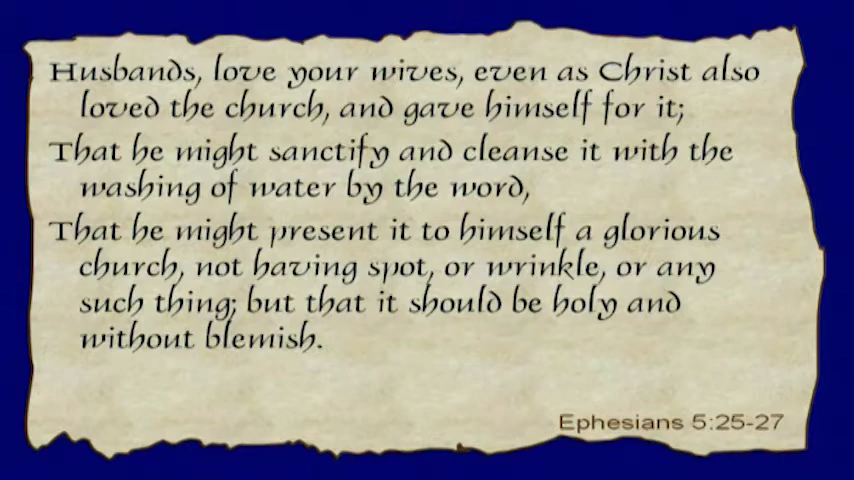 Husbands, love your wives, even as Christ also
loved the church, and gave himself for it;
That he might sanctify and cleanse it with the
washing of water by the word,
That he might present it to himself a glorious
church, not having spot, or wrinkle, or any
such thing; but that it should be holy and
without blemish.
Ephesians 5:25-27